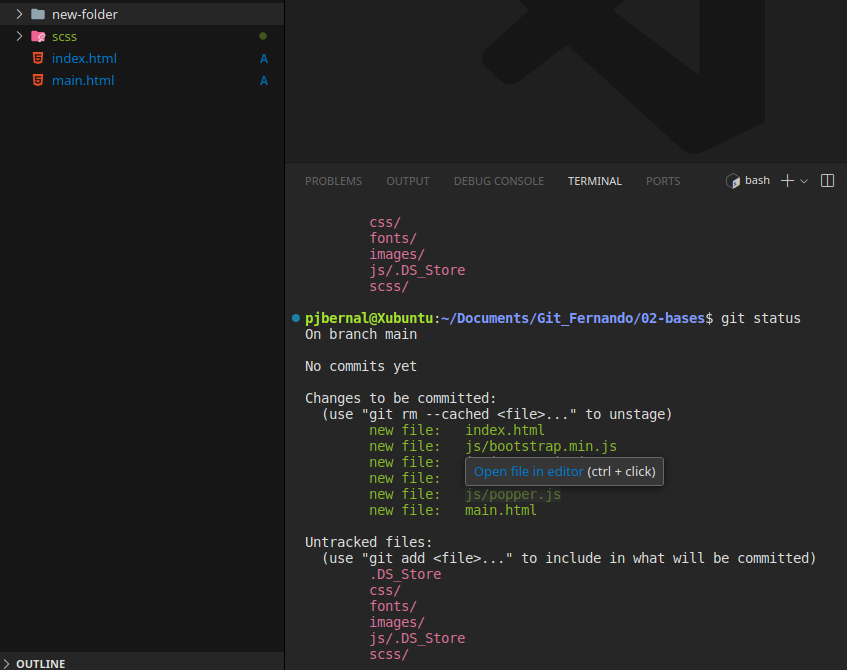 new-folder
scss
index.html A
main.html A
OUTLINE
PROBLEMS OUTPUT DEBUG CONSOLE TERMINAL PORTS bash
css/
fonts/
images/
js/.DS_Store
scss/
pjbernal@Xubuntu:~/Documents/Git_Fernando/02-bases$ git status
On branch main
No commits yet
Changes to be committed:
(use "git rm --cached <file>..." to unstage)
new file: index.html
new file: js/bootstrap.min.js
new file:
Open file in editor (ctrl + click)
new file:
new file: js/popper.js
new file: main.html
Untracked files:
(use "git add <file>..." to include in what will be committed)
.DS_Store
css/
fonts/
images/
js/.DS_Store
scss/